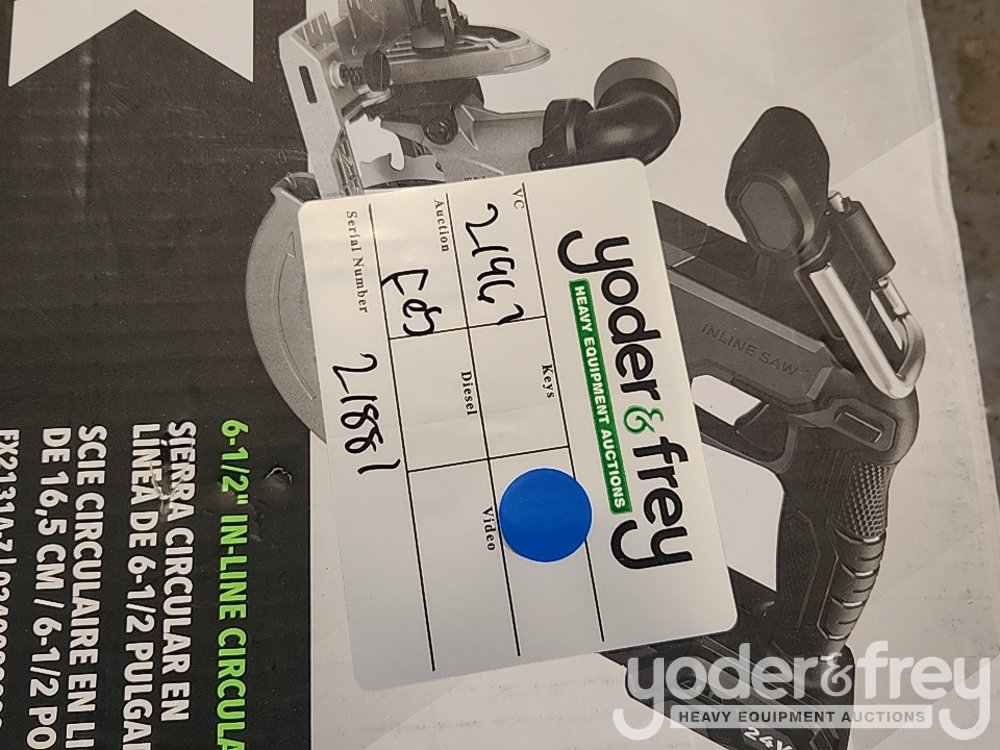 yoder & frey
HEAVY EQUIPMENT AUCTIONS
VC Keys Video
21967
Auction Diesel
Eds
Serial Number 21881
INLINE SAW
24V
6-1/2" IN-LINE CIRCULA
SIERRA CIRCULAR EN
LÍNEA DE 6-1/2 PULGA
SCIE CIRCULAIRE EN LI
DE 16,5 CM / 6-1/2 PO
yoder & frey
HEAVY EQUIPMENT AUCTIONS